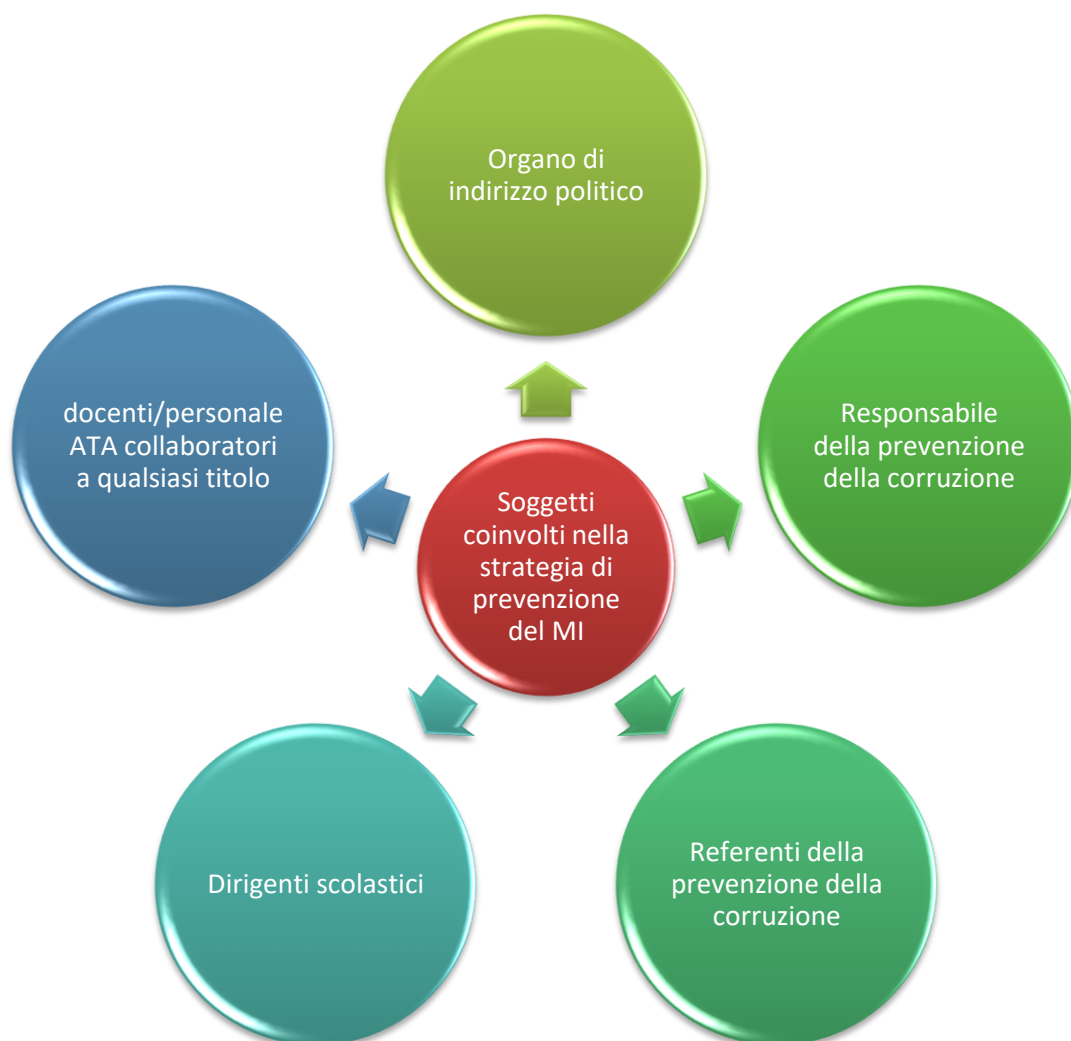 Organo di
indirizzo politico
docenti/personale
ATA collaboratori
a qualsiasi titolo
Responsabile
della prevenzione
della corruzione
Soggetti
coinvolti nella
strategia di
prevenzione
del MI
Dirigenti scolastici
Referenti della
prevenzione della
corruzione